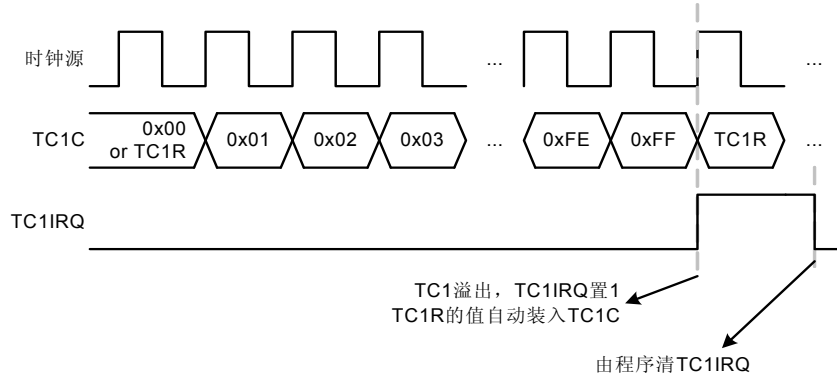 时钟源
...
...
TC1C
0x00
or TC1R
0x01
0x02
0x03
...
0xFE
0xFF
TC1R
...
TC1IRQ
TC1溢出，TC1IRQ置1
TC1R的值自动装入TC1C
由程序清TC1IRQ